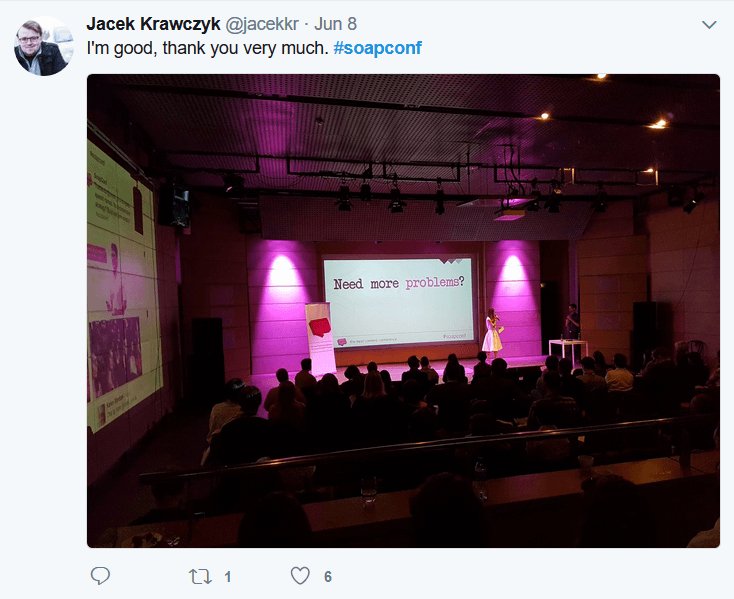 Jacek Krawczyk @jacekkr · Jun 8
I'm good, thank you very much. #soapconf
Need more problems?
#soapconf
1
6